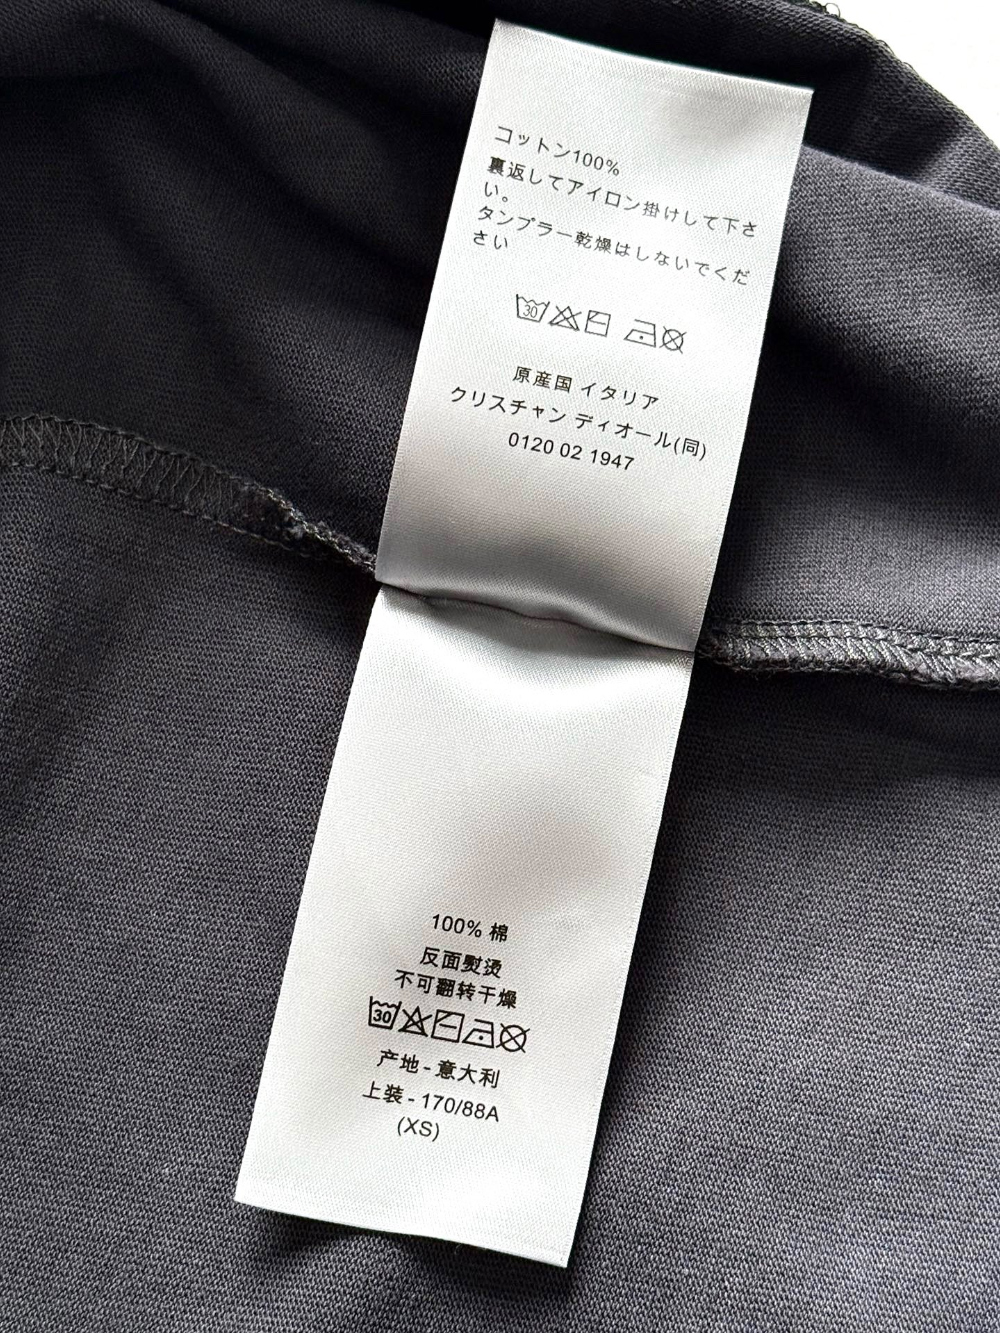 コットン100%
裏返してアイロン掛けして下さ
い。
タンブラー乾燥はしないでくだ
さい
30
原産国 イタリア
クリスチャン ディオール(同)
0120 02 1947
100% 棉
反面熨烫
不可翻转干燥
30
产地 - 意大利
上装 - 170/88A
(XS)